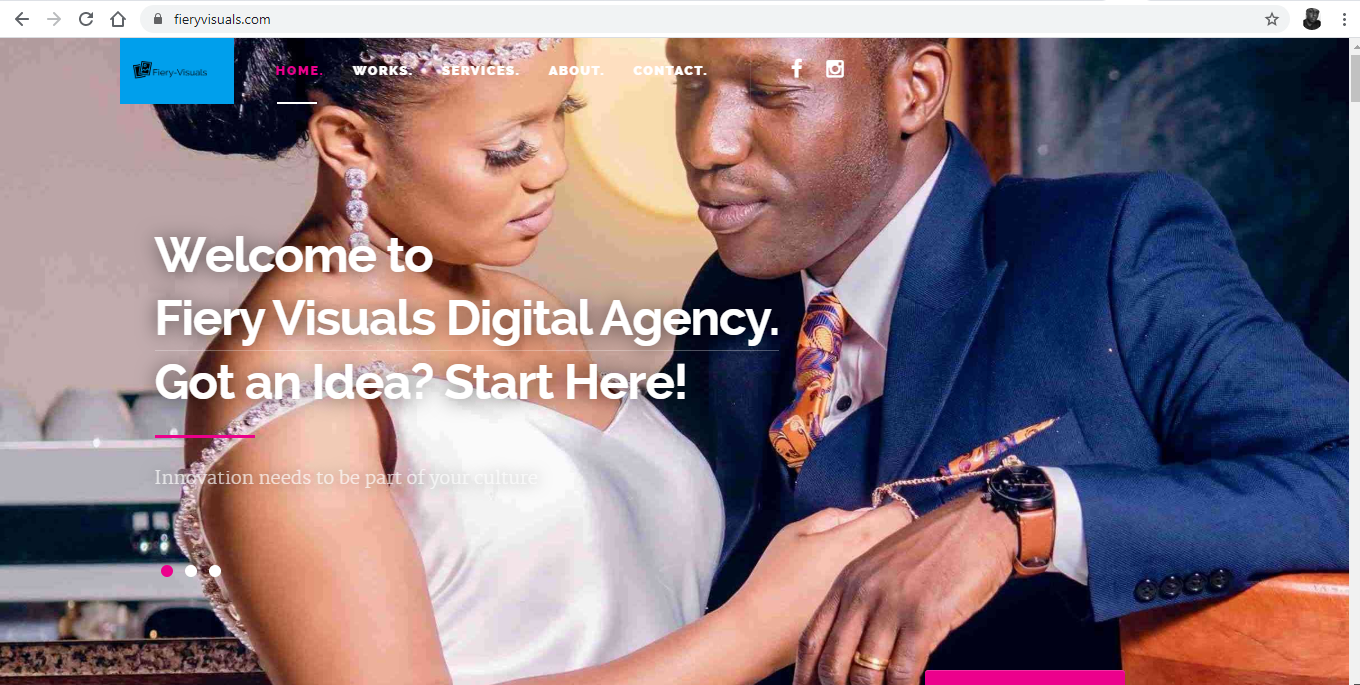 fieryvisuals.com
Fiery-Visuals
HOME.
WORKS.
SERVICES.
ABOUT.
CONTACT.
Welcome to
Fiery Visuals Digital Agency.
Got an Idea? Start Here!
Innovation needs to be part of your culture